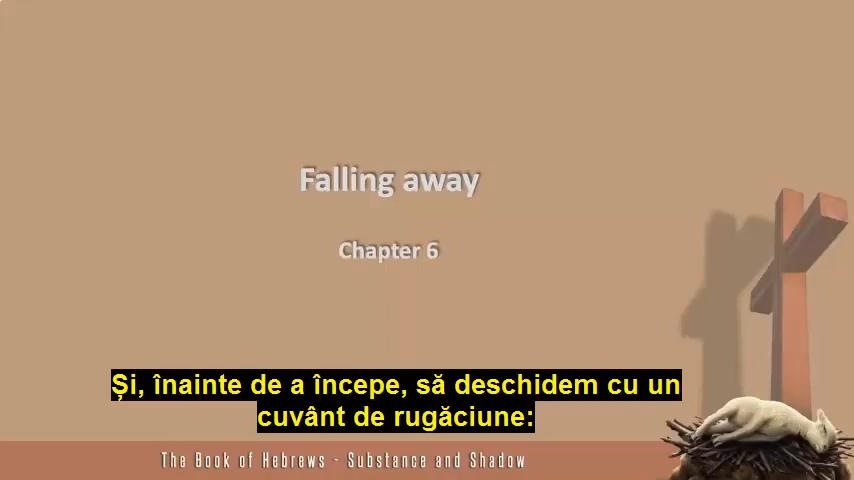 Falling away
Chapter 6
Și, înainte de a începe, să deschidem cu un
cuvânt de rugăciune:
The Book of Hebrews - Substance and Shadow